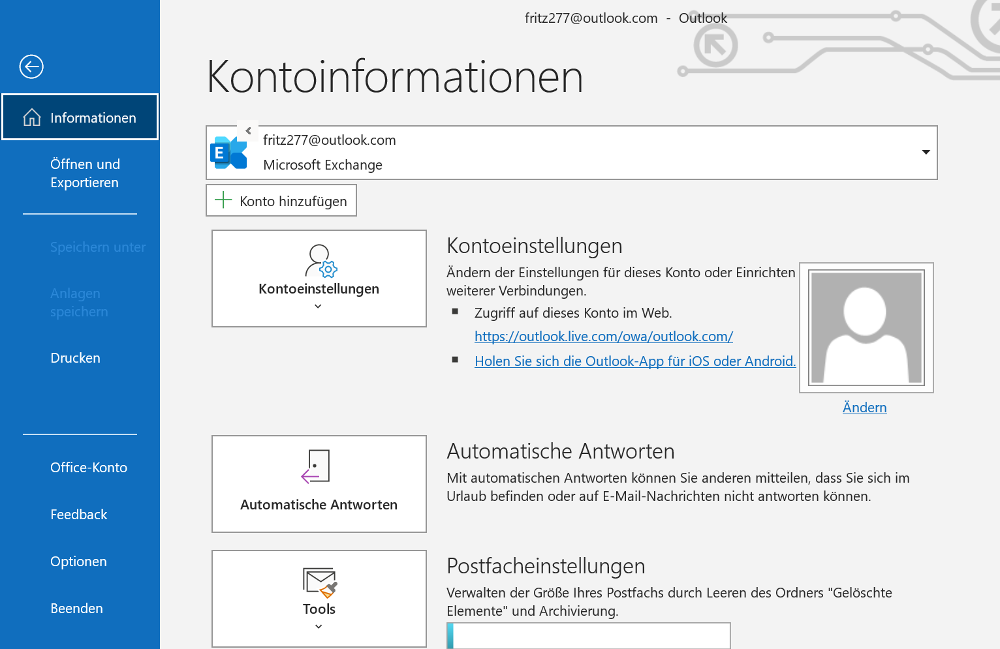 fritz277@outlook.com - Outlook
Kontoinformationen
Informationen
Öffnen und
Exportieren
Speichern unter
Anlagen
speichern
Drucken
Office-Konto
Feedback
Optionen
Beenden
E
fritz277@outlook.com
Microsoft Exchange
Konto hinzufügen
Kontoeinstellungen
Kontoeinstellungen
Ändern der Einstellungen für dieses Konto oder Einrichten
weiterer Verbindungen.
Zugriff auf dieses Konto im Web.
https://outlook.live.com/owa/outlook.com/
Holen Sie sich die Outlook-App für iOS oder Android.
Ändern
Automatische Antworten
Automatische Antworten
Mit automatischen Antworten können Sie anderen mitteilen, dass Sie sich im
Urlaub befinden oder auf E-Mail-Nachrichten nicht antworten können.
Tools
Postfacheinstellungen
Verwalten der Größe Ihres Postfachs durch Leeren des Ordners "Gelöschte
Elemente" und Archivierung.